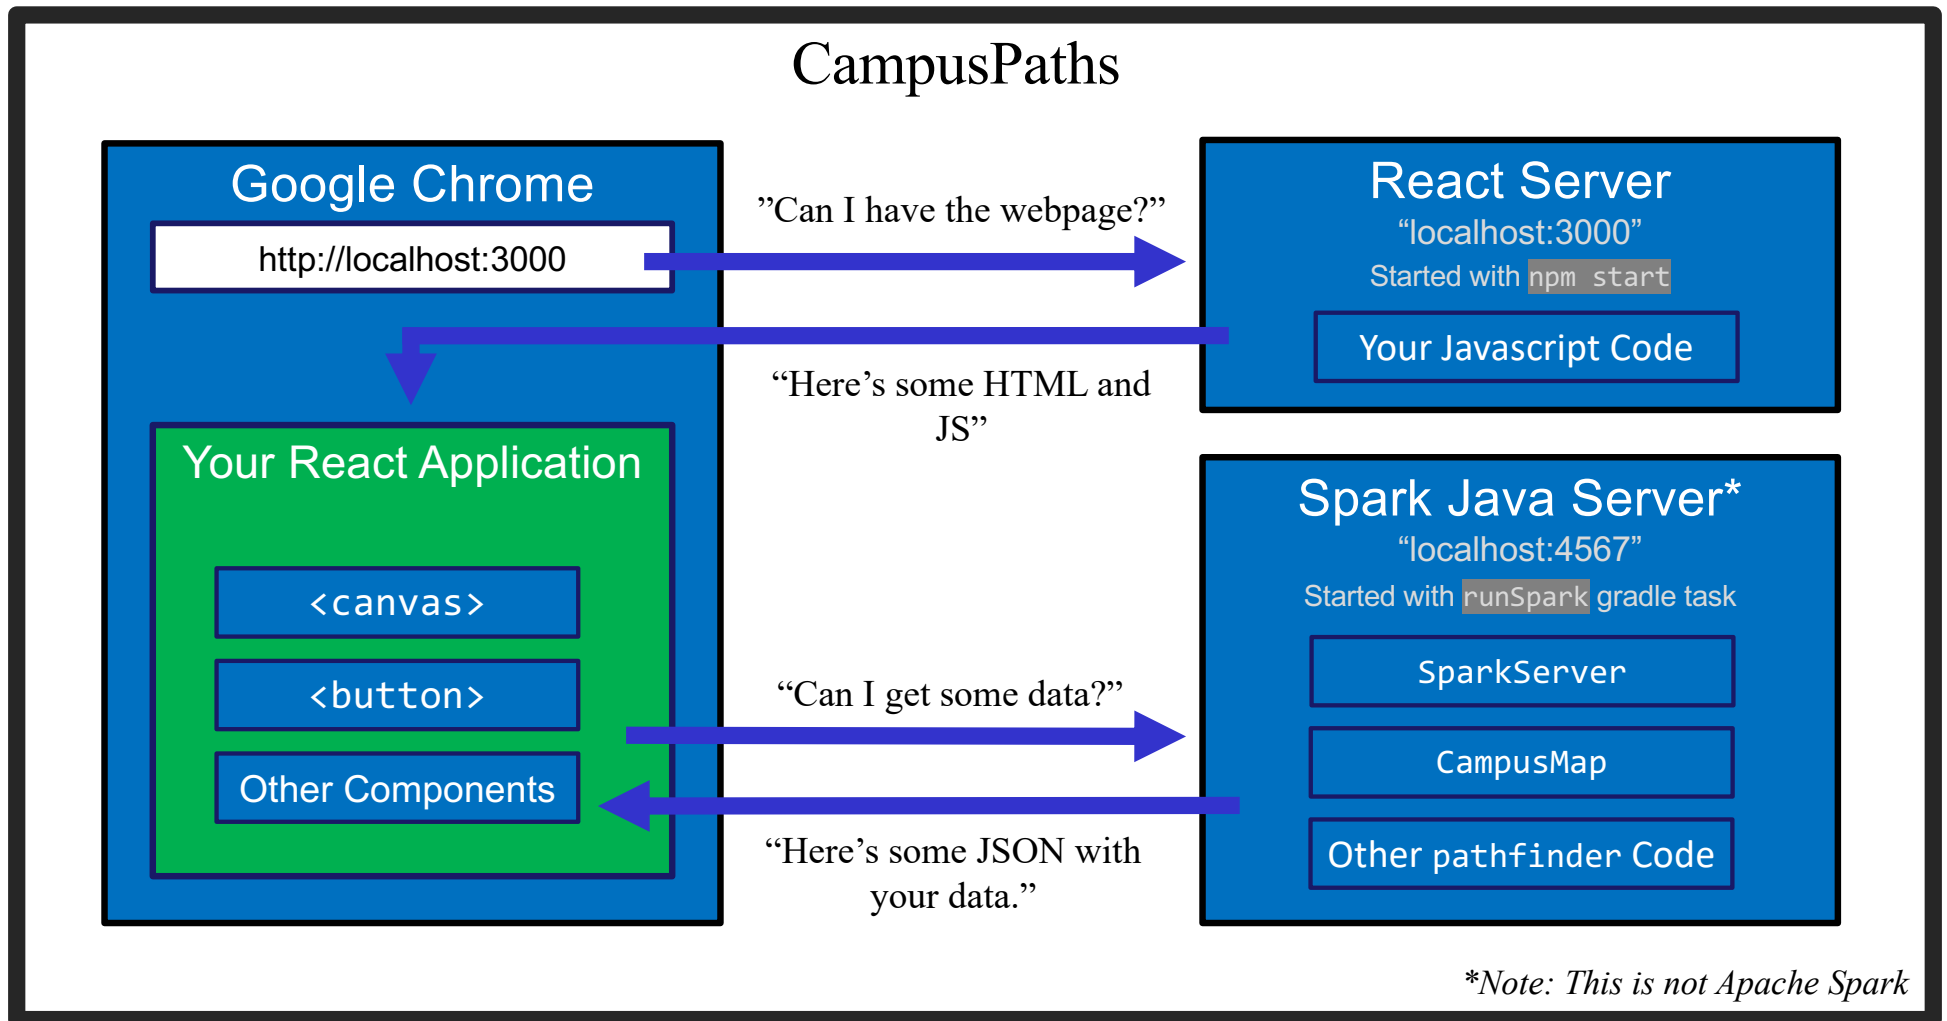 CampusPaths
Google Chrome
http://localhost:3000
”Can I have the webpage?”
“Here’s some HTML and
JS”
React Server
“localhost:3000”
Started with npm start
Your Javascript Code
Your React Application
<canvas>
<button>
Other Components
“Can I get some data?”
“Here’s some JSON with
your data.”
Spark Java Server*
“localhost:4567”
Started with runSpark gradle task
SparkServer
CampusMap
Other pathfinder Code
*Note: This is not Apache Spark